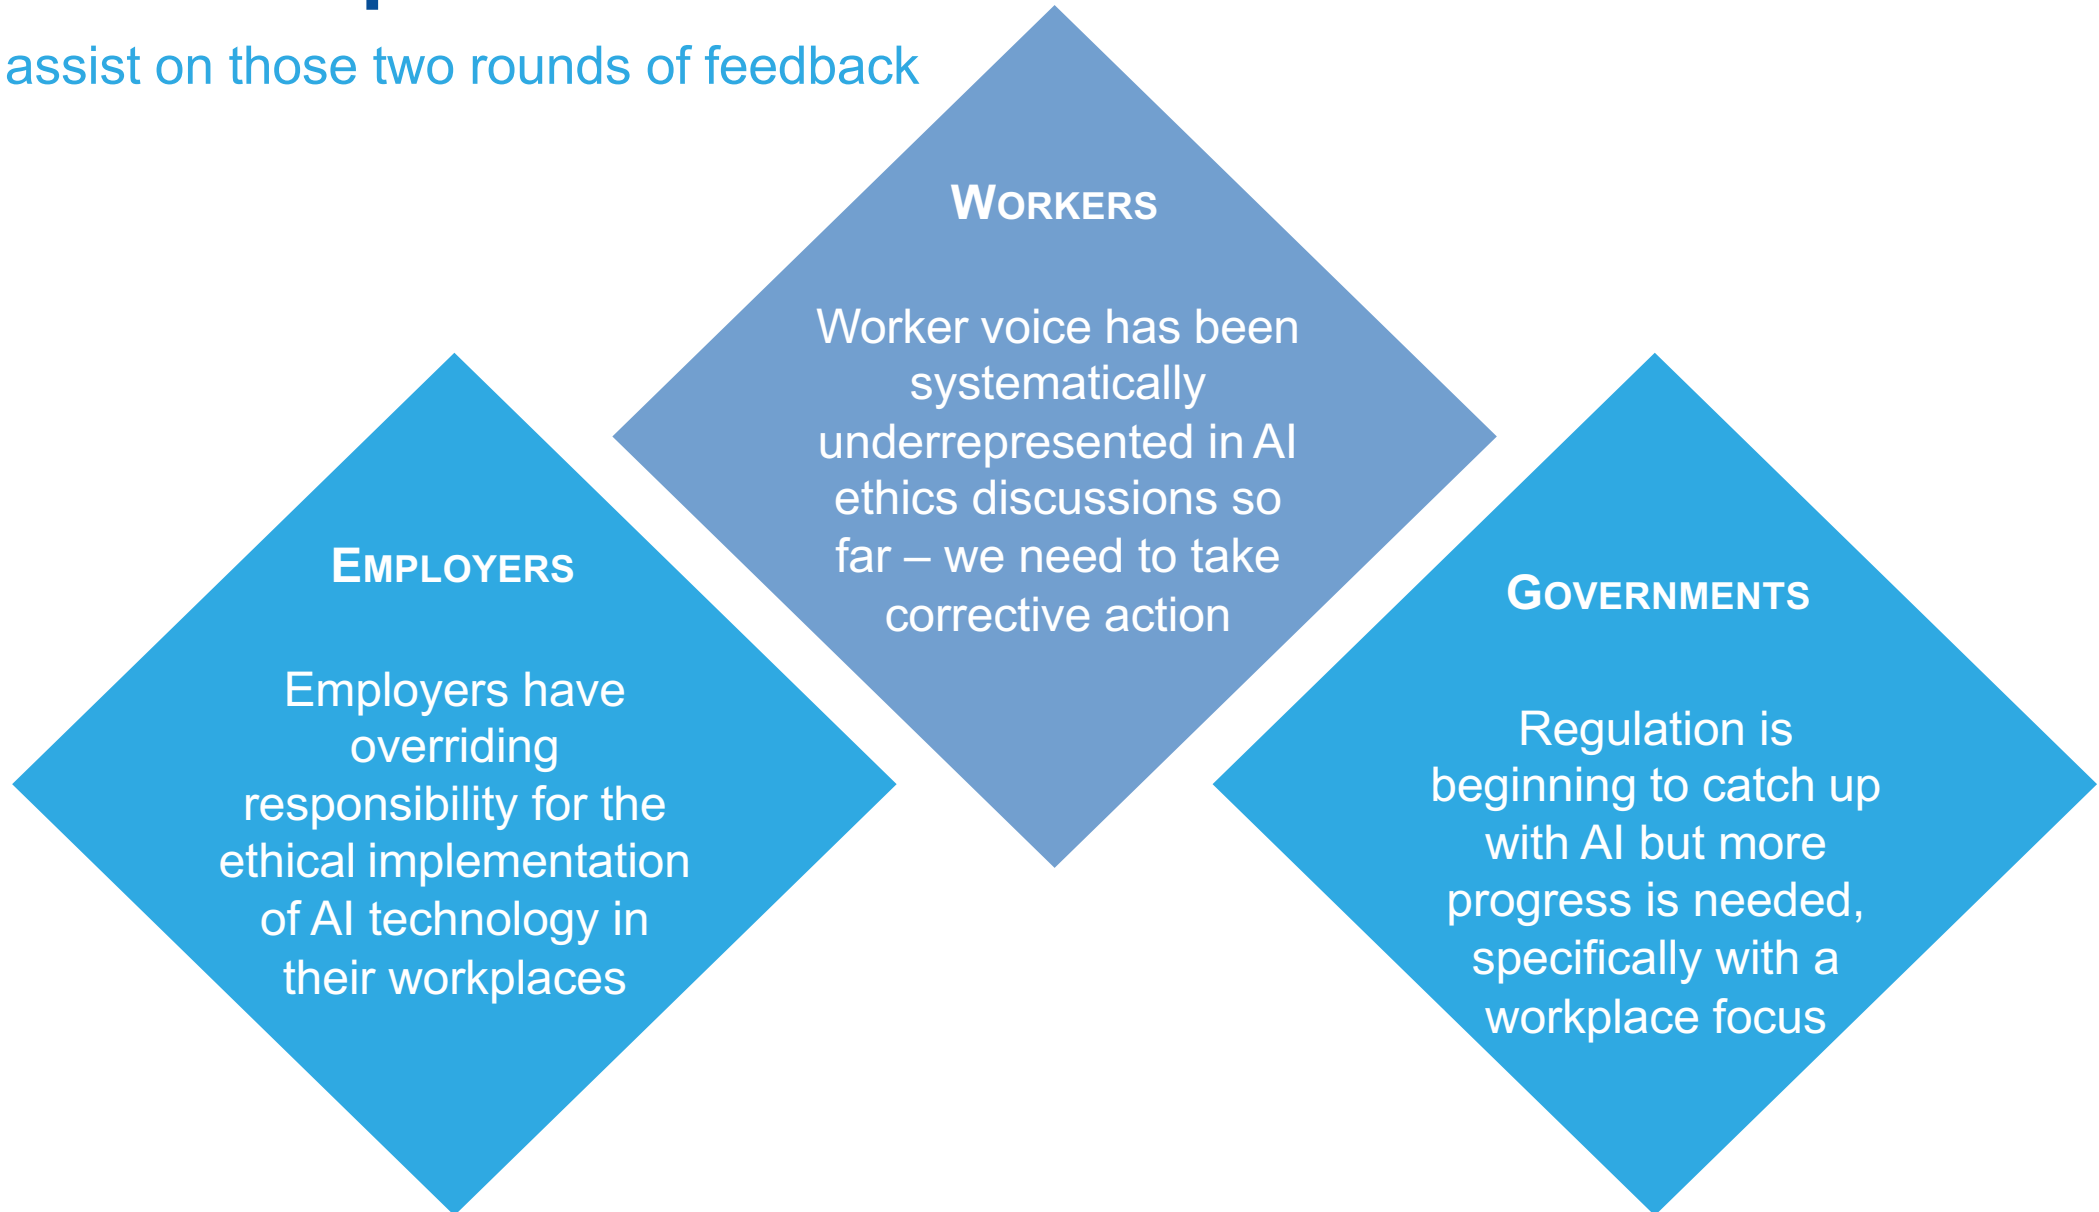 assist on those two rounds of feedback
WORKERS
Worker voice has been
systematically
underrepresented in AI
ethics discussions so
far – we need to take
corrective action
EMPLOYERS
Employers have
overriding
responsibility for the
ethical implementation
of AI technology in
their workplaces
GOVERNMENTS
Regulation is
beginning to catch up
with AI but more
progress is needed,
specifically with a
workplace focus